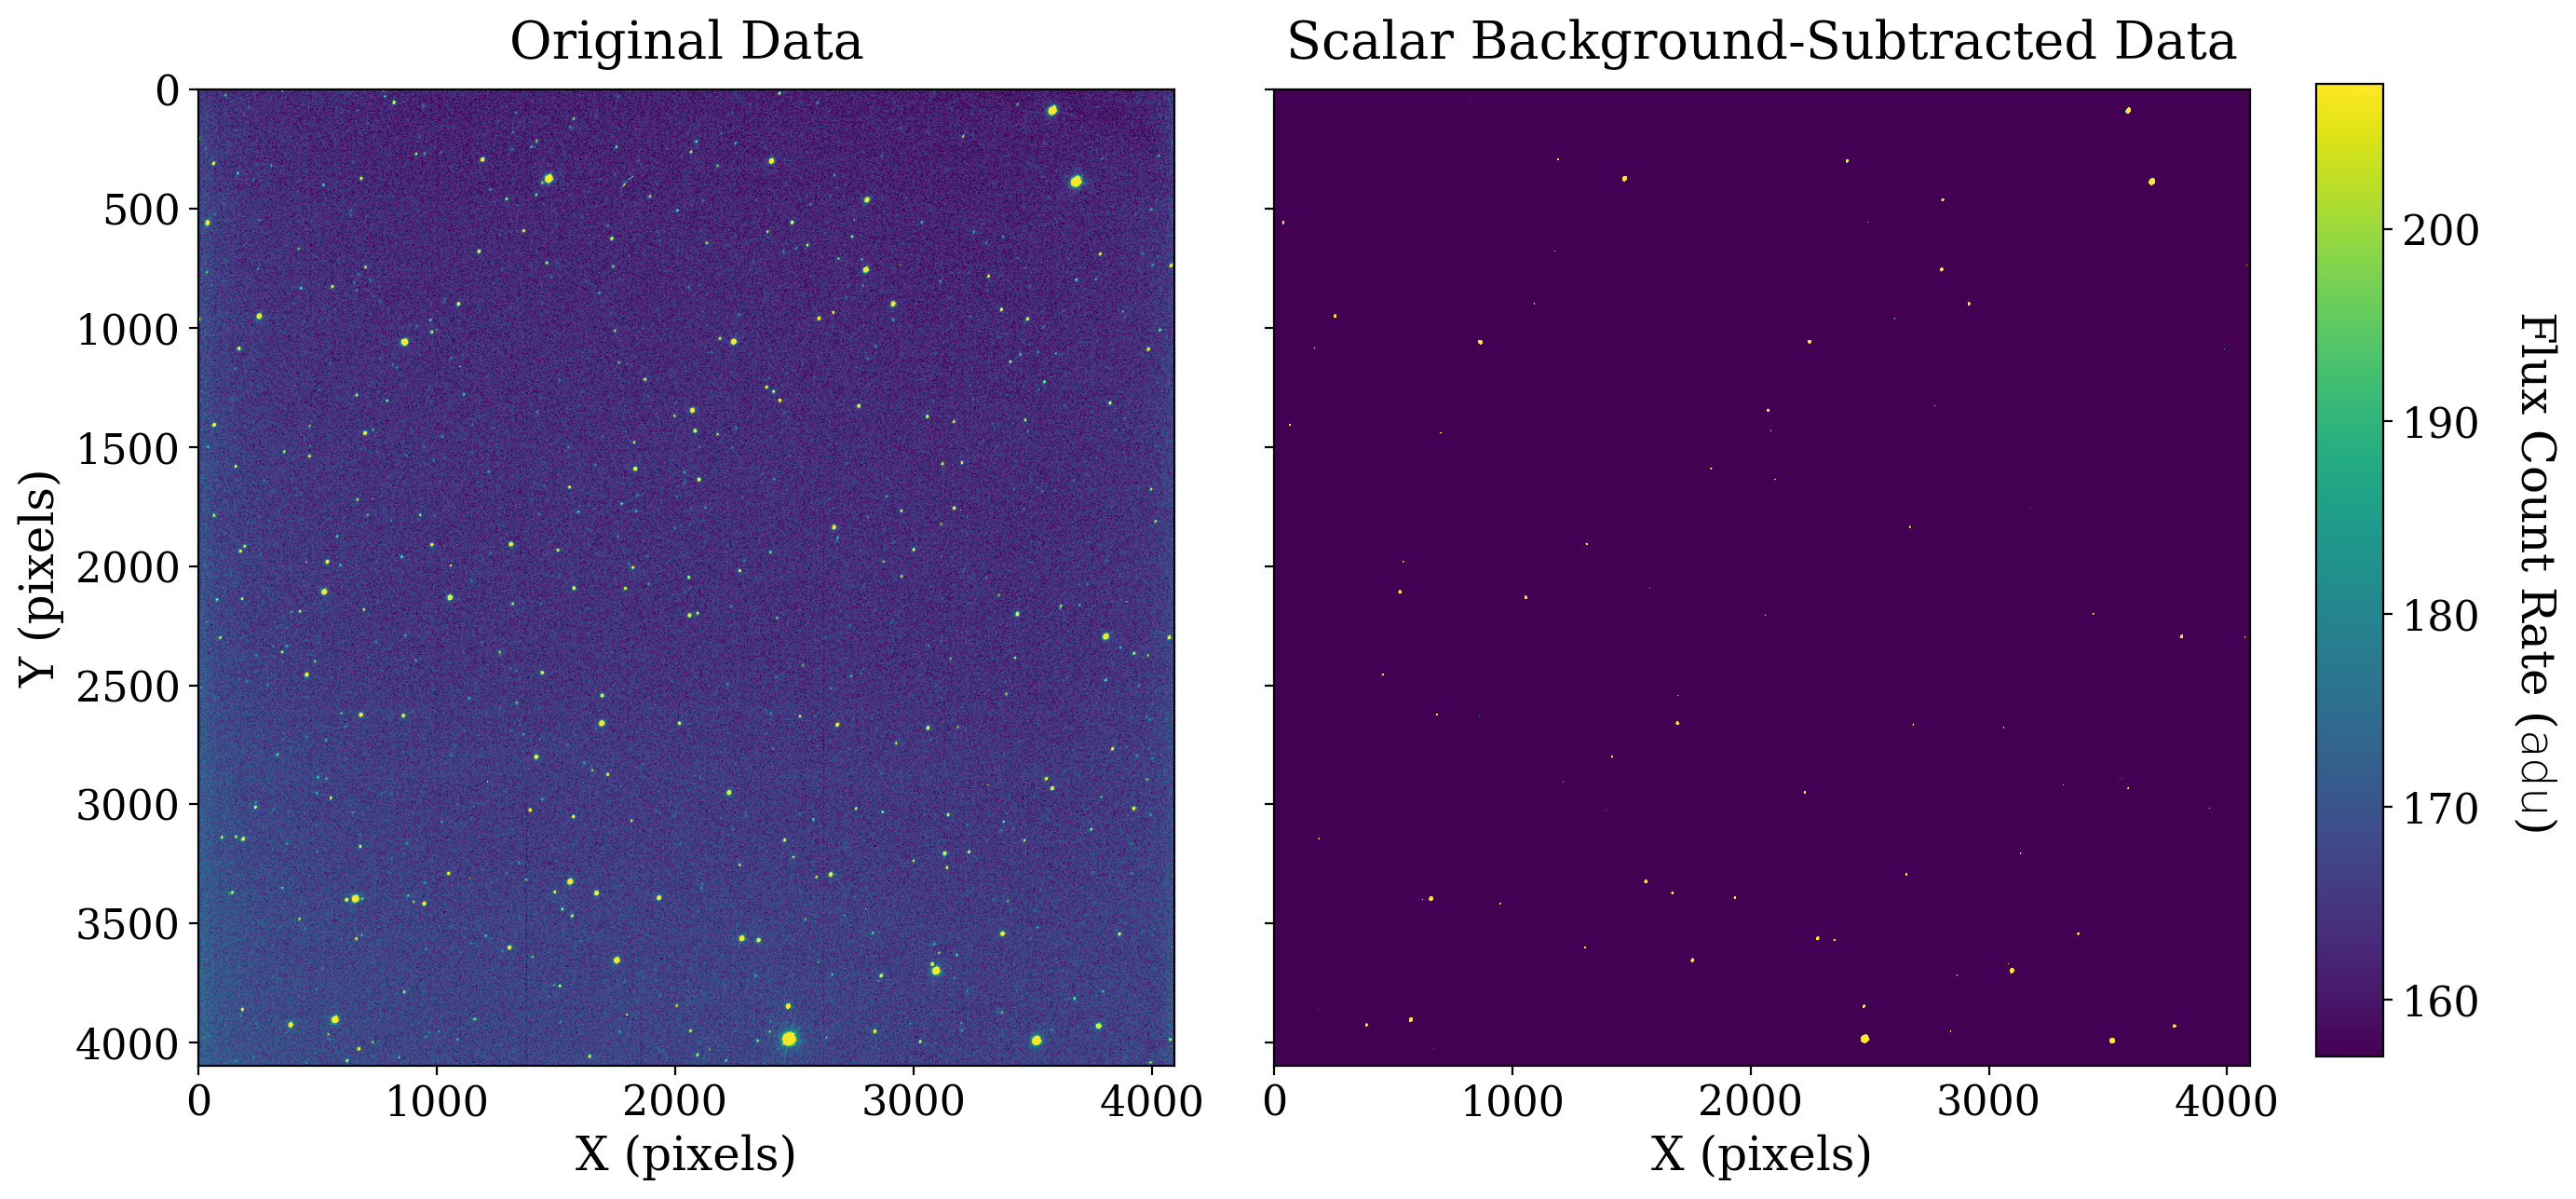 Original Data
Scalar Background-Subtracted Data
0
500
1000
1500
2000
2500
3000
3500
4000
Y (pixels)
0 1000 2000 3000 4000
X (pixels)
0 1000 2000 3000 4000
X (pixels)
200
190
180
170
160
Flux Count Rate (adu)